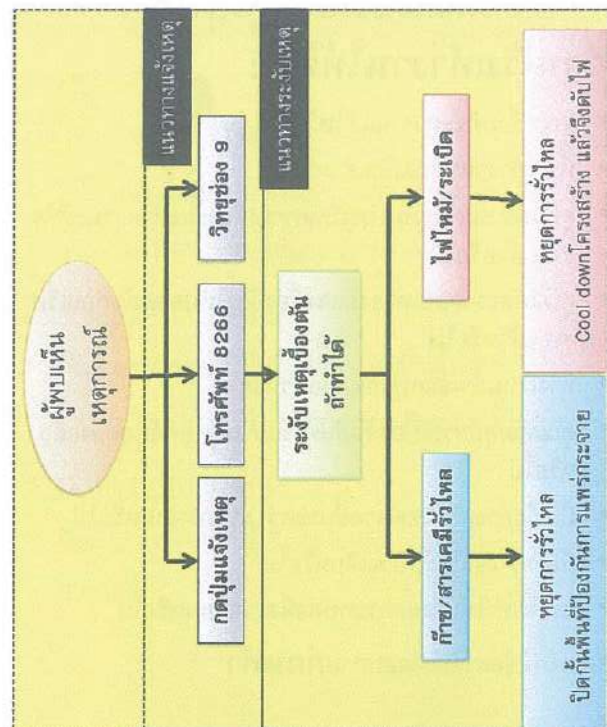 ผู้พบเห็น
เหตุการณ์
แนวทางแจ้งเหตุ
กดปุ่มแจ้งเหตุ
โทรศัพท์ 8266
วิทยุช่อง 9
แนวทางระงับเหตุ
ระงับเหตุเบื้องต้น
ถ้าทำได้
ก๊าซ/สารเคมีรั่วไหล
ไฟไหม้/ระเบิด
หยุดการรั่วไหล
ปิดกั้นพื้นที่ป้องกันการแพร่กระจาย
หยุดการรั่วไหล
Cool downโครงสร้าง แล้วจึงดับไฟ